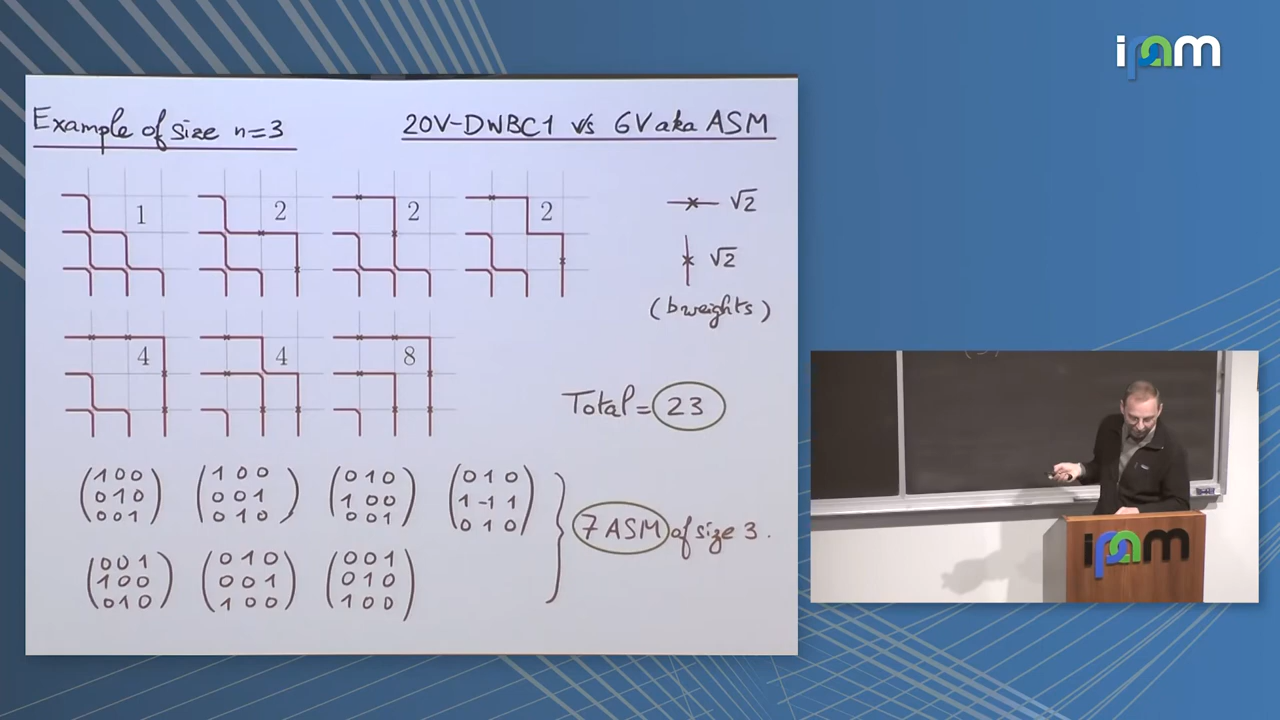 ipam
Example of size n=3
20V-DWBC1 vs 6V aka ASM
1 2 2 2
√2
√2
(b weights)
4 4 8
Total = 23
(1 0 0 (1 0 0 (0 1 0 (0 1 0
0 1 0 0 0 1 1 0 0 1 -1 1
0 0 1) 0 1 0) 0 0 1) 0 1 0)
7 ASM of size 3.
(0 0 1 (0 1 0 (0 0 1
1 0 0 0 0 1 0 1 0
0 1 0) 1 0 0) 1 0 0)
ipam